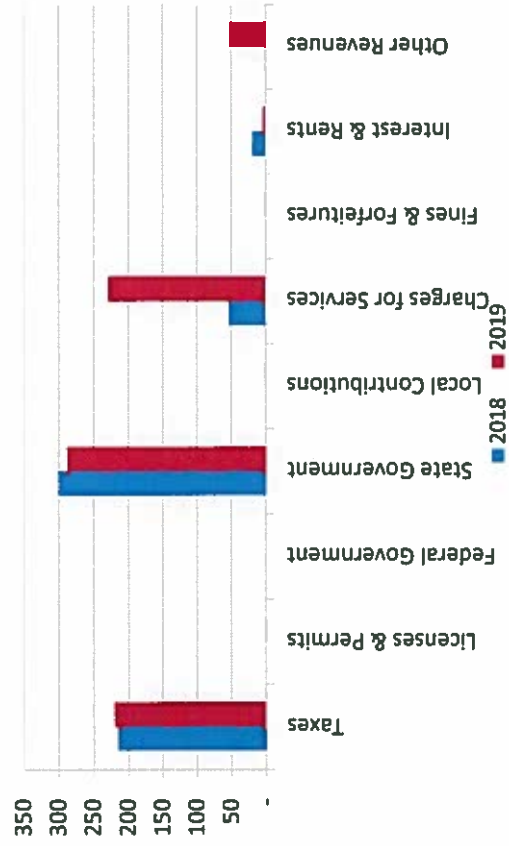 350
300
250
200
150
100
50
-
Taxes
Licenses & Permits
Federal Government
State Government
Local Contributions
Charges for Services
Fines & Forfeitures
Interest & Rents
Other Revenues
2018 2019